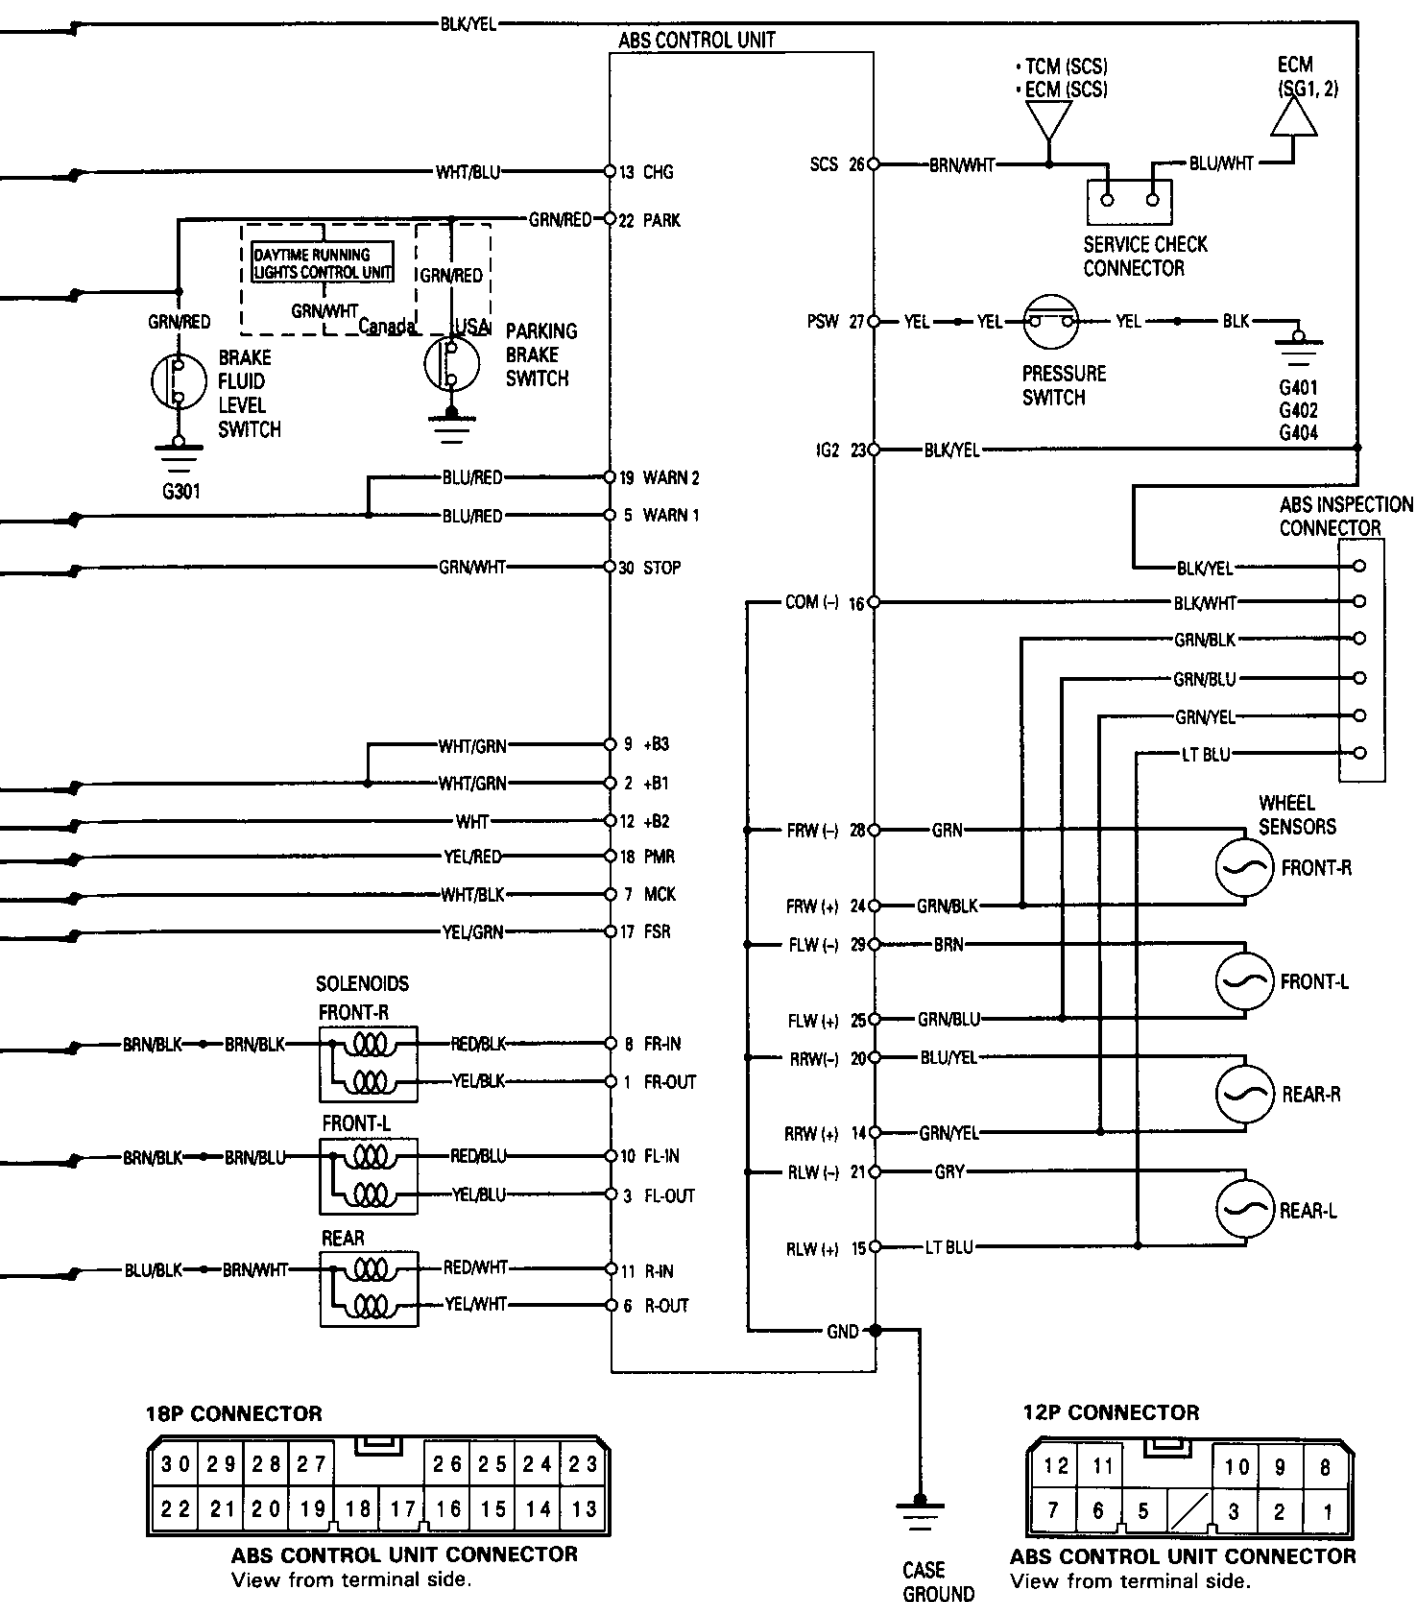 BLK/YEL
ABS CONTROL UNIT
• TCM (SCS)
• ECM (SCS)
ECM
(SG1, 2)
WHT/BLU
13 CHG
SCS 26
BRN/WHT
BLU/WHT
GRN/RED
22 PARK
SERVICE CHECK
CONNECTOR
DAYTIME RUNNING
LIGHTS CONTROL UNIT
GRN/RED
GRN/WHT
Canada
USA
GRN/RED
BRAKE
FLUID
LEVEL
SWITCH
PARKING
BRAKE
SWITCH
G301
PSW 27
YEL
YEL
YEL
BLK
PRESSURE
SWITCH
G401
G402
G404
IG2 23
BLK/YEL
BLU/RED
19 WARN 2
BLU/RED
5 WARN 1
GRN/WHT
30 STOP
ABS INSPECTION
CONNECTOR
BLK/YEL
COM (–) 16
BLK/WHT
GRN/BLK
GRN/BLU
GRN/YEL
LT BLU
WHT/GRN
9 +B3
WHT/GRN
2 +B1
WHT
12 +B2
YEL/RED
18 PMR
WHT/BLK
7 MCK
YEL/GRN
17 FSR
WHEEL
SENSORS
FRW (–) 28
GRN
FRONT-R
FRW (+) 24
GRN/BLK
FLW (–) 29
BRN
FRONT-L
FLW (+) 25
GRN/BLU
RRW(–) 20
BLU/YEL
REAR-R
RRW (+) 14
GRN/YEL
RLW (–) 21
GRY
REAR-L
RLW (+) 15
LT BLU
GND
SOLENOIDS
FRONT-R
BRN/BLK
BRN/BLK
RED/BLK
8 FR-IN
YEL/BLK
1 FR-OUT
FRONT-L
BRN/BLK
BRN/BLU
RED/BLU
10 FL-IN
YEL/BLU
3 FL-OUT
REAR
BLU/BLK
BRN/WHT
RED/WHT
11 R-IN
YEL/WHT
6 R-OUT
18P CONNECTOR
30 29 28 27 26 25 24 23
22 21 20 19 18 17 16 15 14 13
ABS CONTROL UNIT CONNECTOR
View from terminal side.
CASE
GROUND
12P CONNECTOR
12 11 10 9 8
7 6 5 3 2 1
ABS CONTROL UNIT CONNECTOR
View from terminal side.